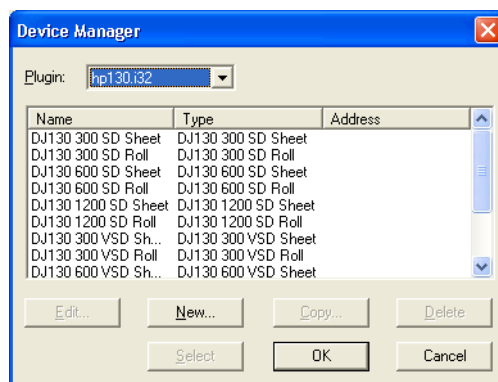 Device Manager
Plugin: hp130.i32
Name Type Address
DJ130 300 SD Sheet DJ130 300 SD Sheet
DJ130 300 SD Roll DJ130 300 SD Roll
DJ130 600 SD Sheet DJ130 600 SD Sheet
DJ130 600 SD Roll DJ130 600 SD Roll
DJ130 1200 SD Sheet DJ130 1200 SD Sheet
DJ130 1200 SD Roll DJ130 1200 SD Roll
DJ130 300 VSD Sh... DJ130 300 VSD Sheet
DJ130 300 VSD Roll DJ130 300 VSD Roll
DJ130 600 VSD Sh... DJ130 600 VSD Sheet
Edit... New... Copy... Delete
Select OK Cancel